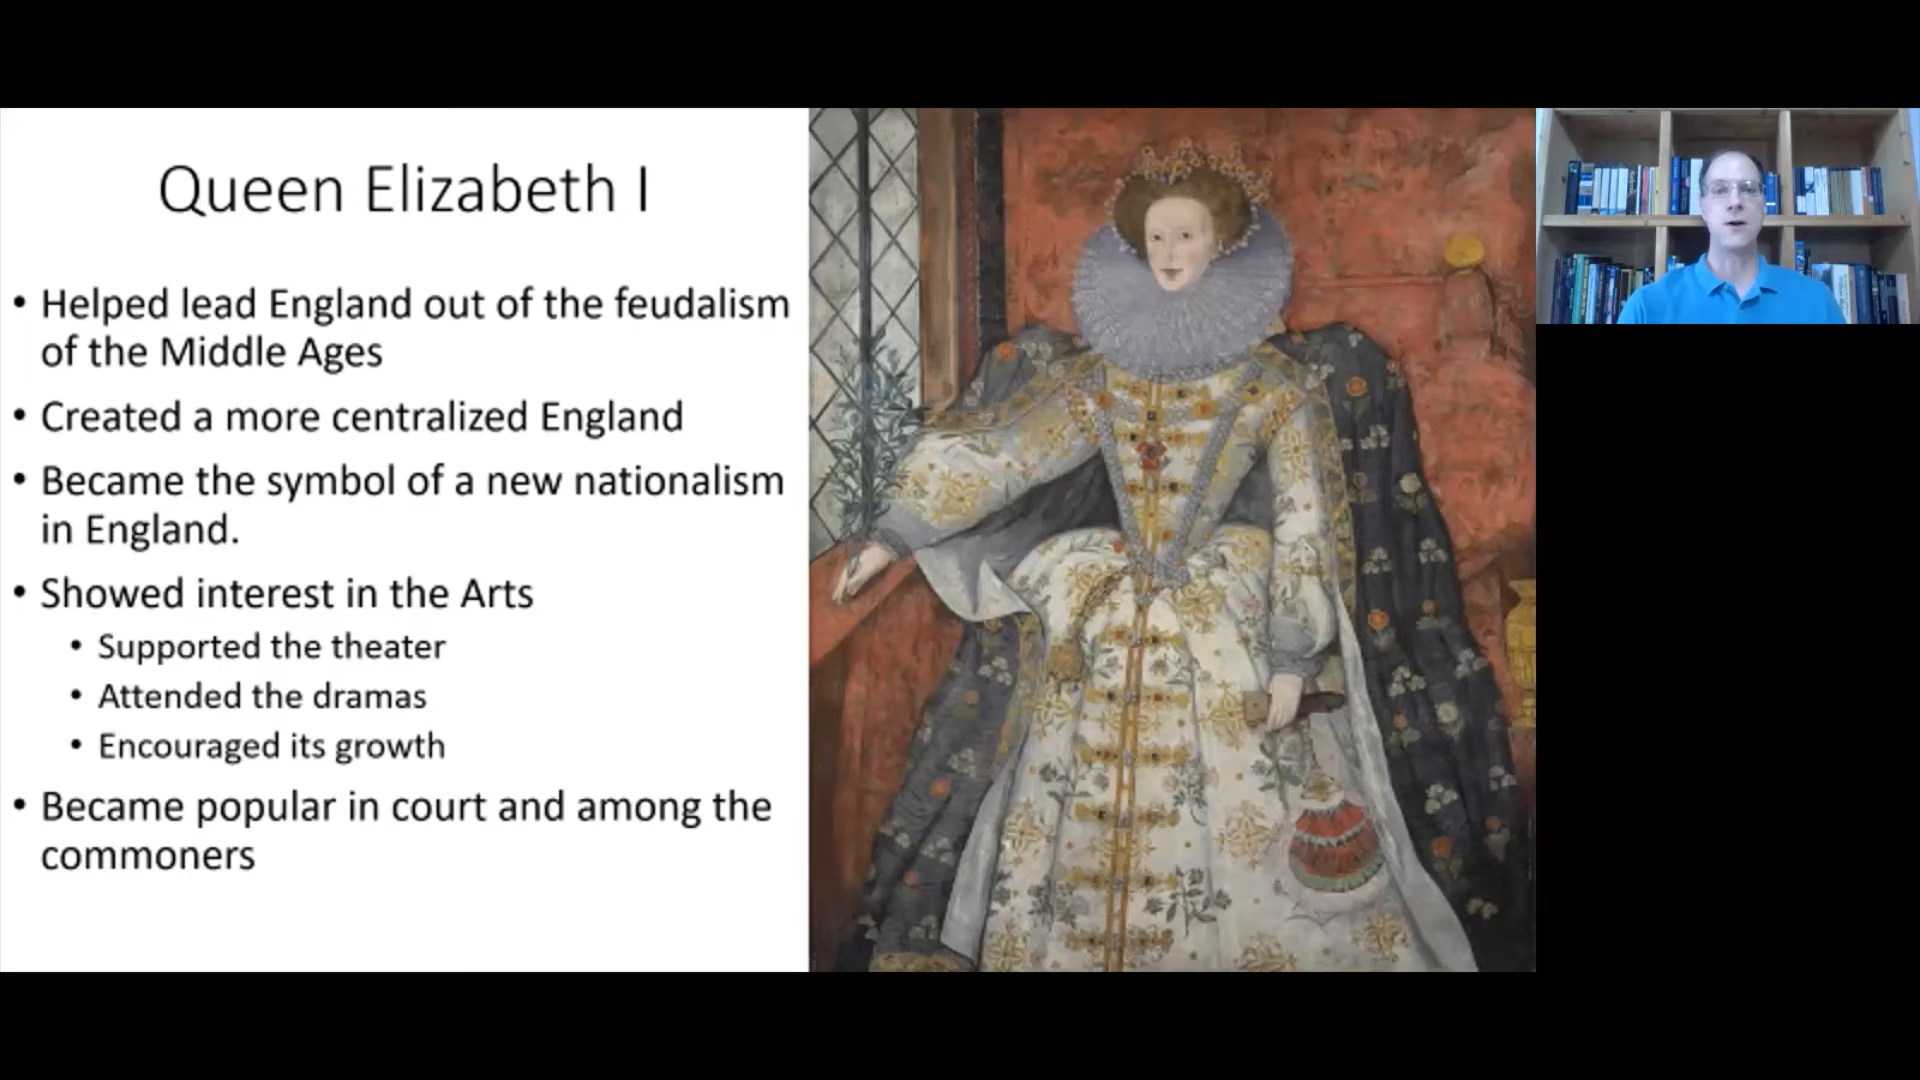 Queen Elizabeth I
• Helped lead England out of the feudalism
of the Middle Ages
• Created a more centralized England
• Became the symbol of a new nationalism
in England.
• Showed interest in the Arts
• Supported the theater
• Attended the dramas
• Encouraged its growth
• Became popular in court and among the
commoners